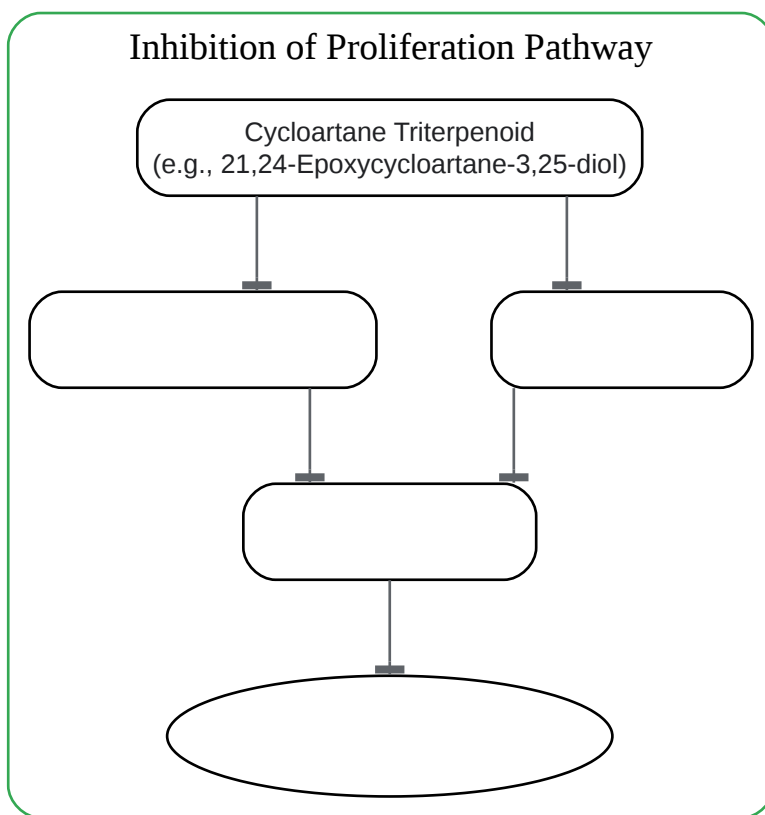 Inhibition of Proliferation Pathway
Cycloartane Triterpenoid
(e.g., 21,24-Epoxycycloartane-3,25-diol)